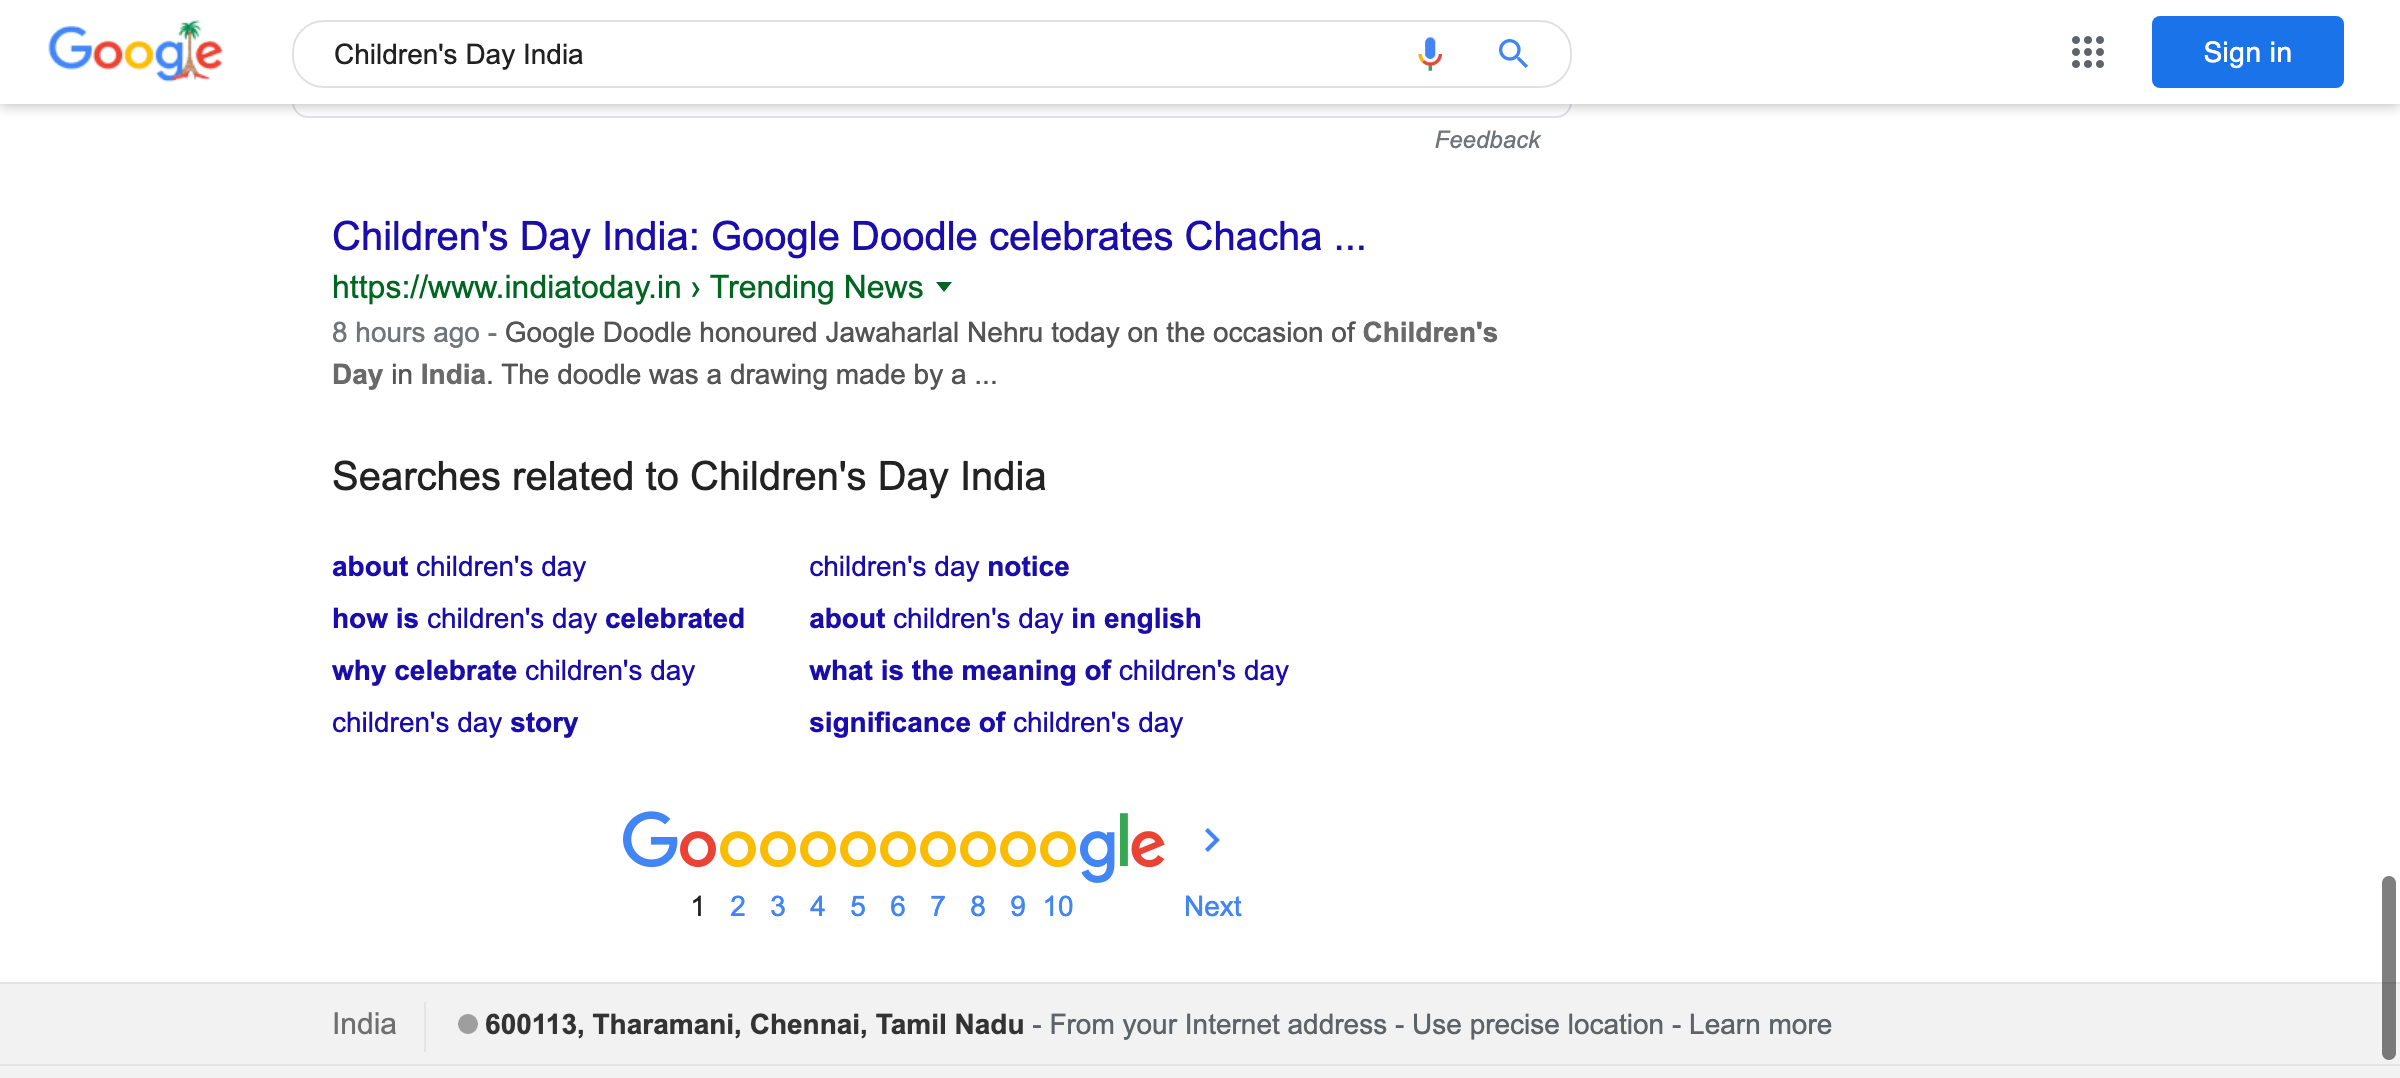 Google
Children's Day India
Sign in
Feedback
Children's Day India: Google Doodle celebrates Chacha ...
https://www.indiatoday.in › Trending News
8 hours ago - Google Doodle honoured Jawaharlal Nehru today on the occasion of Children's
Day in India. The doodle was a drawing made by a ...
Searches related to Children's Day India
about children's day
children's day notice
how is children's day celebrated
about children's day in english
why celebrate children's day
what is the meaning of children's day
children's day story
significance of children's day
Goooooooooogle
1 2 3 4 5 6 7 8 9 10 Next
India
600113, Tharamani, Chennai, Tamil Nadu - From your Internet address - Use precise location - Learn more